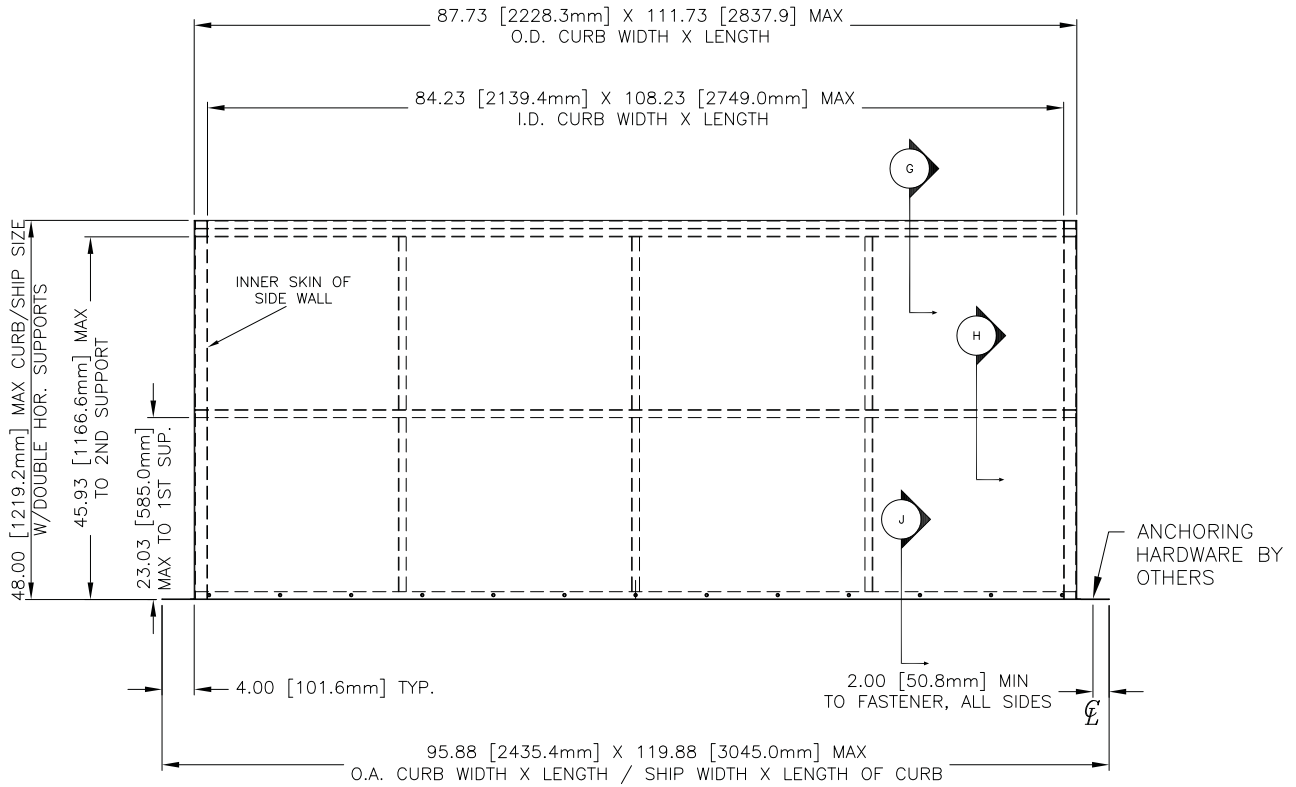 87.73 [2228.3mm] X 111.73 [2837.9] MAX
O.D. CURB WIDTH X LENGTH
84.23 [2139.4mm] X 108.23 [2749.0mm] MAX
I.D. CURB WIDTH X LENGTH
G
INNER SKIN OF
SIDE WALL
H
48.00 [1219.2mm] MAX CURB/SHIP SIZE
W/DOUBLE HOR. SUPPORTS
45.93 [1166.6mm] MAX
TO 2ND SUPPORT
23.03 [585.0mm]
MAX TO 1ST SUP.
J
ANCHORING
HARDWARE BY
OTHERS
4.00 [101.6mm] TYP.
2.00 [50.8mm] MIN
TO FASTENER, ALL SIDES
℄
95.88 [2435.4mm] X 119.88 [3045.0mm] MAX
O.A. CURB WIDTH X LENGTH / SHIP WIDTH X LENGTH OF CURB